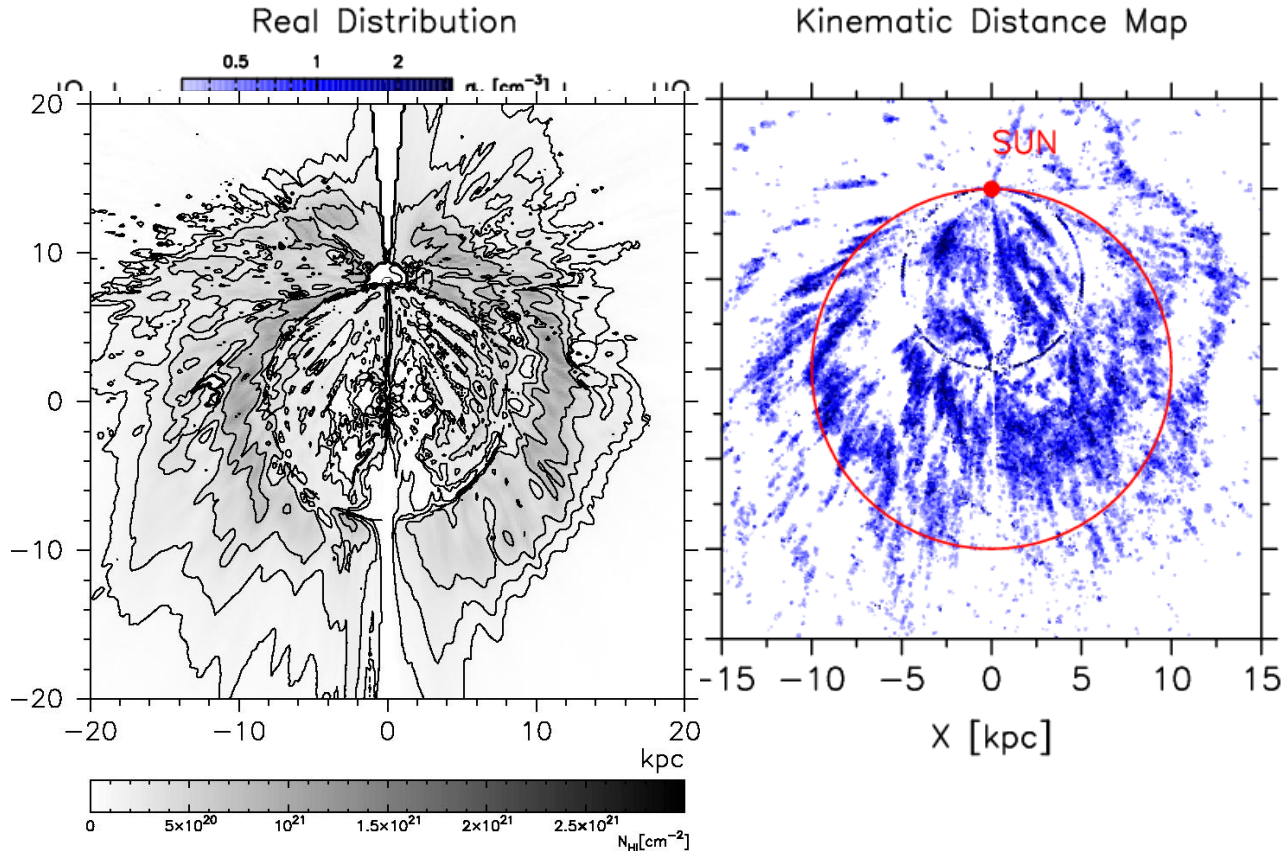 Real Distribution
Kinematic Distance Map
0.5 1 2
[cm⁻³]
SUN
20
10
0
−10
−20
−20 −10 0 10 20
kpc
−15 −10 −5 0 5 10 15
X [kpc]
0 5×10²⁰ 10²¹ 1.5×10²¹ 2×10²¹ 2.5×10²¹
N_HI[cm⁻²]